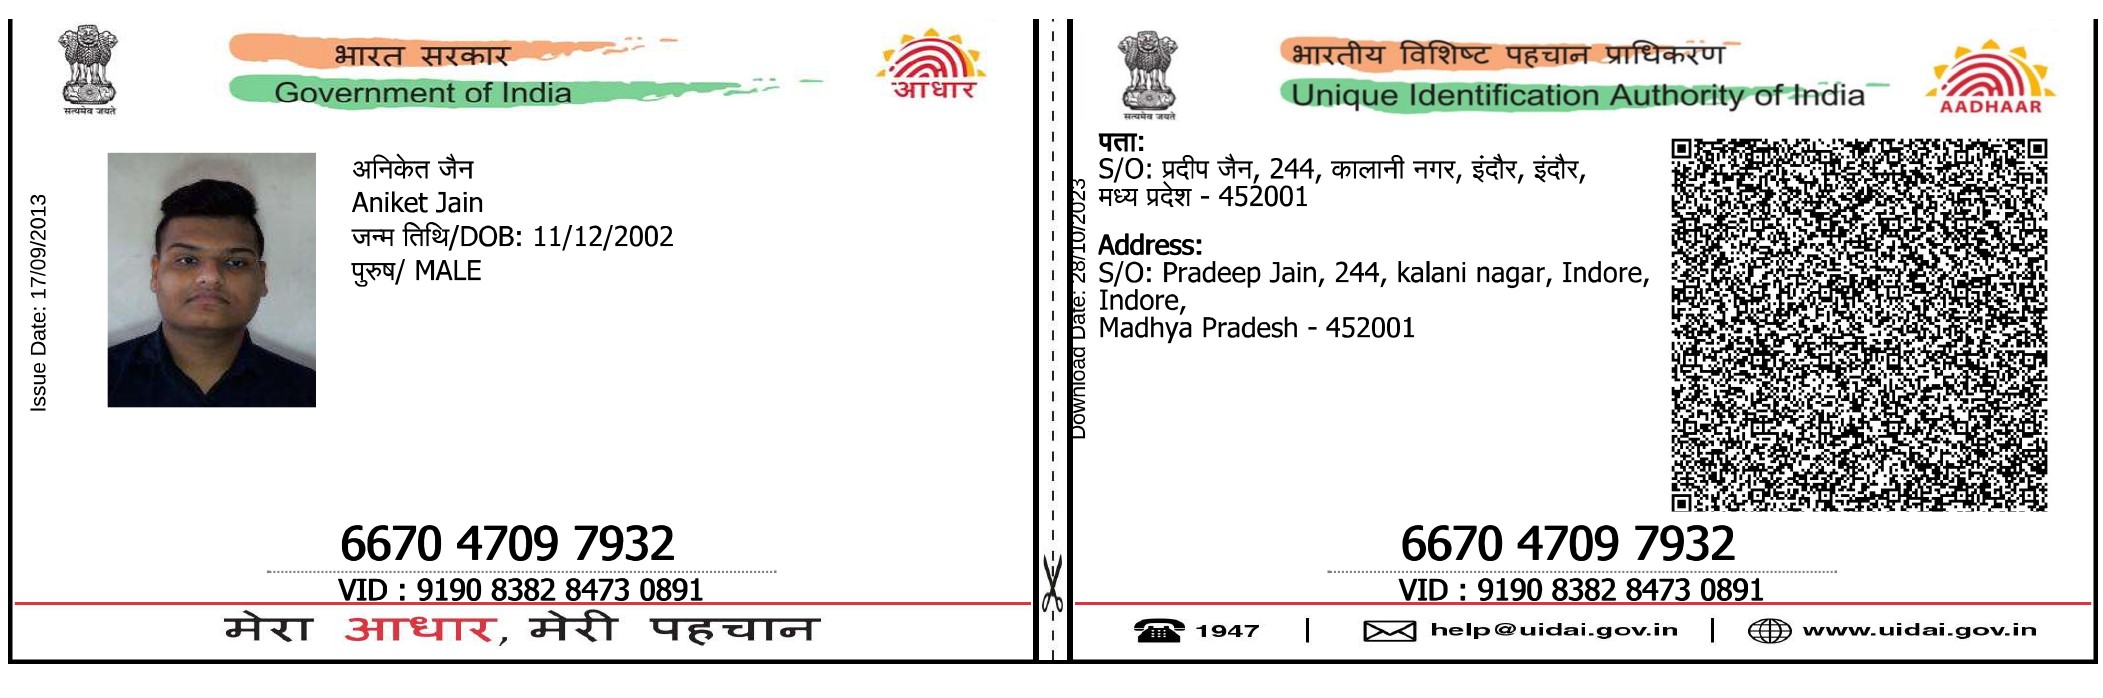 भारत सरकार
Government of India
सत्यमेव जयते
आधार
Issue Date: 17/09/2013
अनिकेत जैन
Aniket Jain
जन्म तिथि/DOB: 11/12/2002
पुरुष/ MALE
6670 4709 7932
VID : 9190 8382 8473 0891
मेरा आधार, मेरी पहचान
भारतीय विशिष्ट पहचान प्राधिकरण
Unique Identification Authority of India
सत्यमेव जयते
AADHAAR
Download Date: 28/10/2023
पता:
S/O: प्रदीप जैन, 244, कालानी नगर, इंदौर, इंदौर,
मध्य प्रदेश - 452001
Address:
S/O: Pradeep Jain, 244, kalani nagar, Indore,
Indore,
Madhya Pradesh - 452001
6670 4709 7932
VID : 9190 8382 8473 0891
1947 | help@uidai.gov.in | www.uidai.gov.in